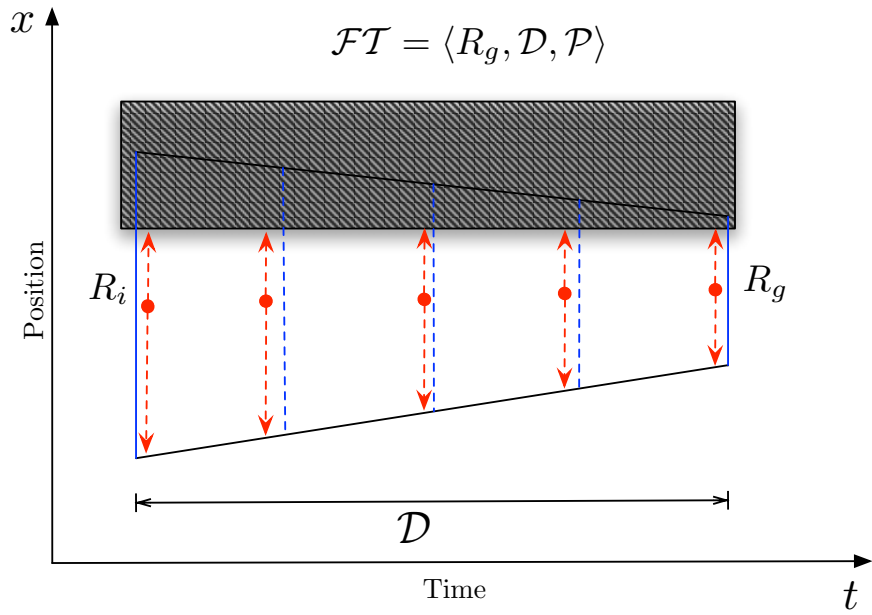 x
𝓕𝓣 = ⟨R_g, 𝓓, 𝓟⟩
Position
R_i
R_g
𝓓
Time
t